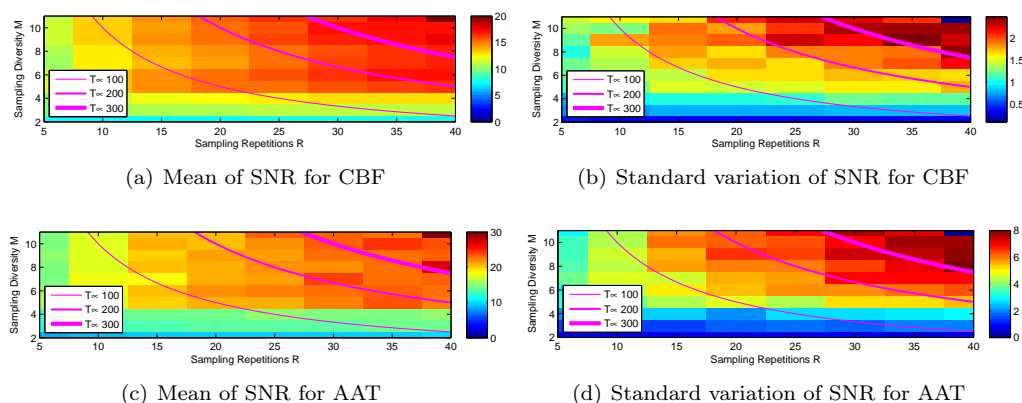 Sampling Diversity M
10
8
6
4
2
T∝ 100
T∝ 200
T∝ 300
5 10 15 20 25 30 35 40
Sampling Repetitions R
20
15
10
5
0
(a) Mean of SNR for CBF
Sampling Diversity M
10
8
6
4
2
T∝ 100
T∝ 200
T∝ 300
5 10 15 20 25 30 35 40
Sampling Repetitions R
2
1.5
1
0.5
(b) Standard variation of SNR for CBF
Sampling Diversity M
10
8
6
4
2
T∝ 100
T∝ 200
T∝ 300
5 10 15 20 25 30 35 40
Sampling Repetitions R
30
20
10
0
(c) Mean of SNR for AAT
Sampling Diversity M
10
8
6
4
2
T∝ 100
T∝ 200
T∝ 300
5 10 15 20 25 30 35 40
Sampling Repetitions R
8
6
4
2
0
(d) Standard variation of SNR for AAT